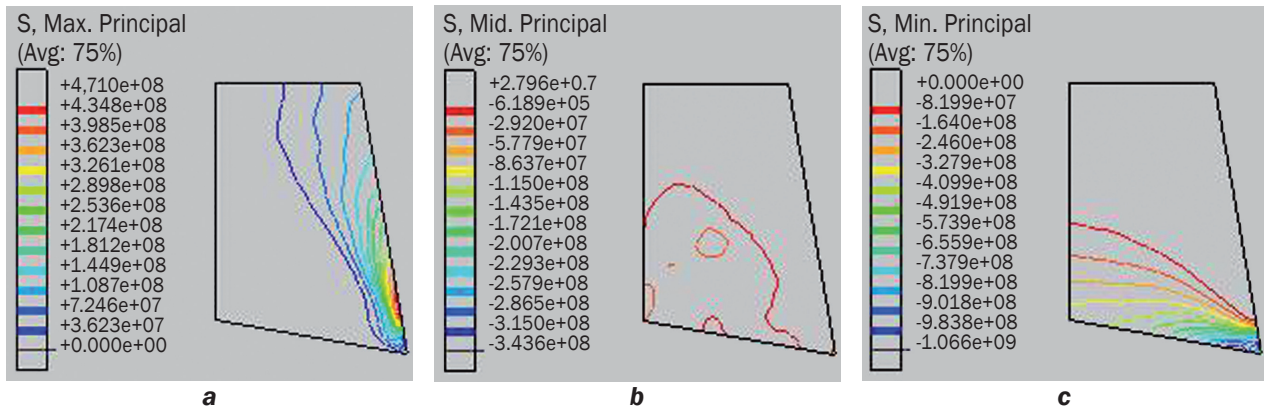 S, Max. Principal
(Avg: 75%)
+4,710e+08
+4.348e+08
+3.985e+08
+3.623e+08
+3.261e+08
+2.898e+08
+2.536e+08
+2.174e+08
+1.812e+08
+1.449e+08
+1.087e+08
+7.246e+07
+3.623e+07
+0.000e+00
a
S, Mid. Principal
(Avg: 75%)
+2.796e+0.7
-6.189e+05
-2.920e+07
-5.779e+07
-8.637e+07
-1.150e+08
-1.435e+08
-1.721e+08
-2.007e+08
-2.293e+08
-2.579e+08
-2.865e+08
-3.150e+08
-3.436e+08
b
S, Min. Principal
(Avg: 75%)
+0.000e+00
-8.199e+07
-1.640e+08
-2.460e+08
-3.279e+08
-4.099e+08
-4.919e+08
-5.739e+08
-6.559e+08
-7.379e+08
-8.199e+08
-9.018e+08
-9.838e+08
-1.066e+09
c